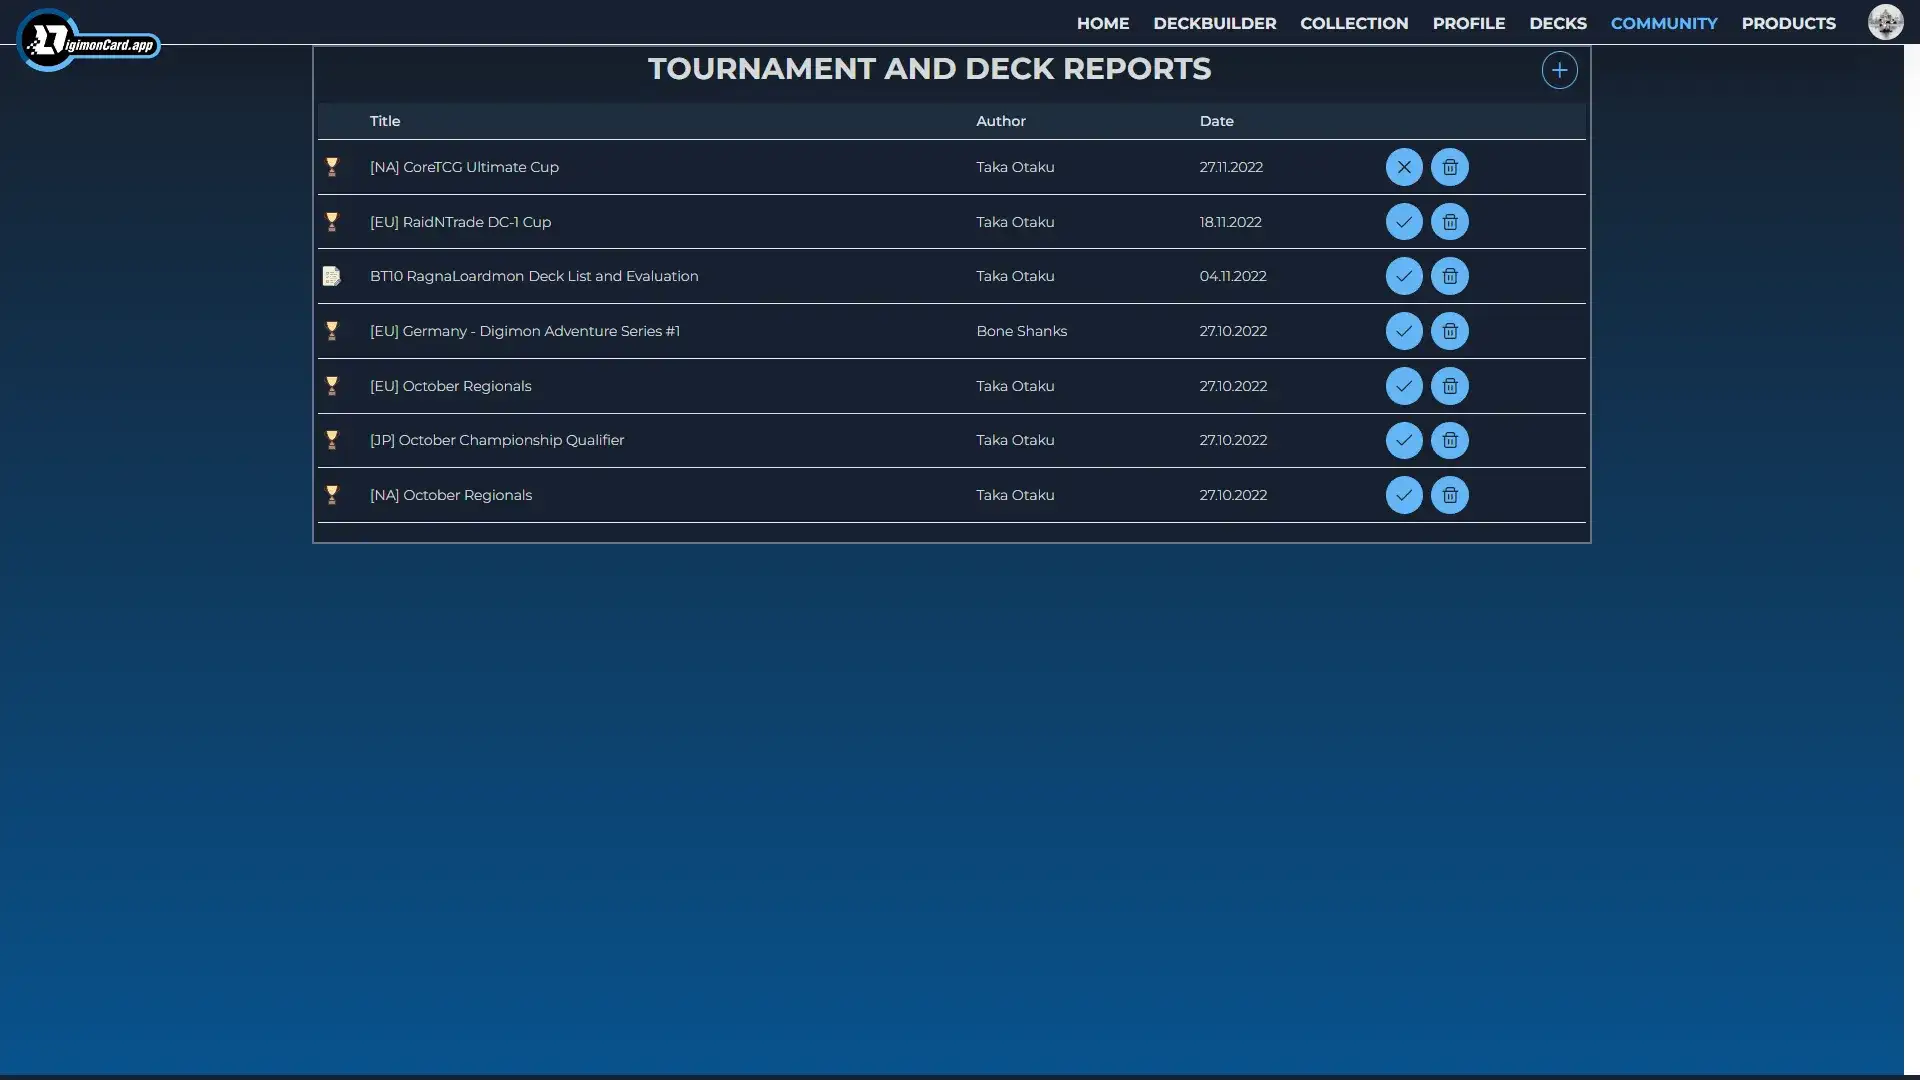 igimonCard.app
HOME DECKBUILDER COLLECTION PROFILE DECKS COMMUNITY PRODUCTS
TOURNAMENT AND DECK REPORTS
Title Author Date
[NA] CoreTCG Ultimate Cup Taka Otaku 27.11.2022
[EU] RaidNTrade DC-1 Cup Taka Otaku 18.11.2022
BT10 RagnaLoardmon Deck List and Evaluation Taka Otaku 04.11.2022
[EU] Germany - Digimon Adventure Series #1 Bone Shanks 27.10.2022
[EU] October Regionals Taka Otaku 27.10.2022
[JP] October Championship Qualifier Taka Otaku 27.10.2022
[NA] October Regionals Taka Otaku 27.10.2022